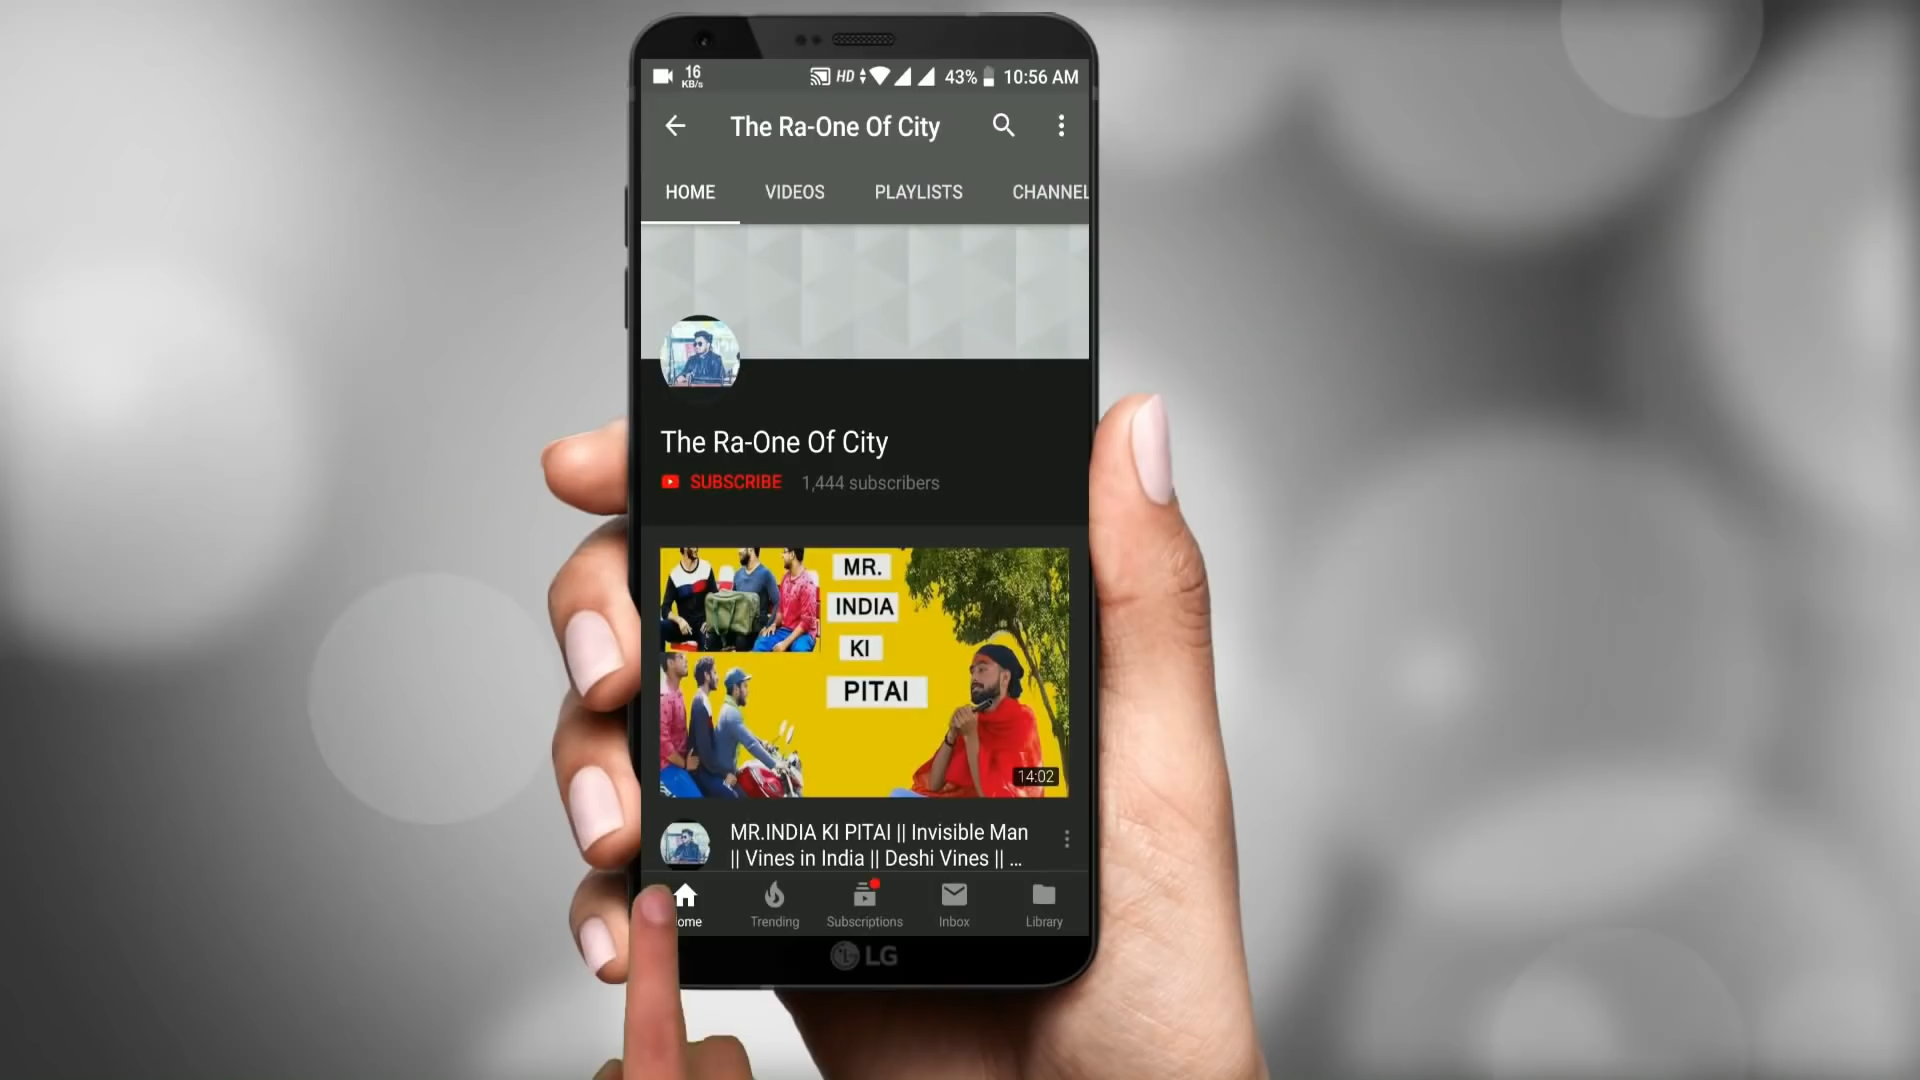 16
KB/s
HD
43%
10:56 AM
The Ra-One Of City
HOME
VIDEOS
PLAYLISTS
CHANNEL
The Ra-One Of City
SUBSCRIBE
1,444 subscribers
MR.
INDIA
KI
PITAI
14:02
MR.INDIA KI PITAI || Invisible Man
|| Vines in India || Deshi Vines || ...
ome
Trending
Subscriptions
Inbox
Library
LG